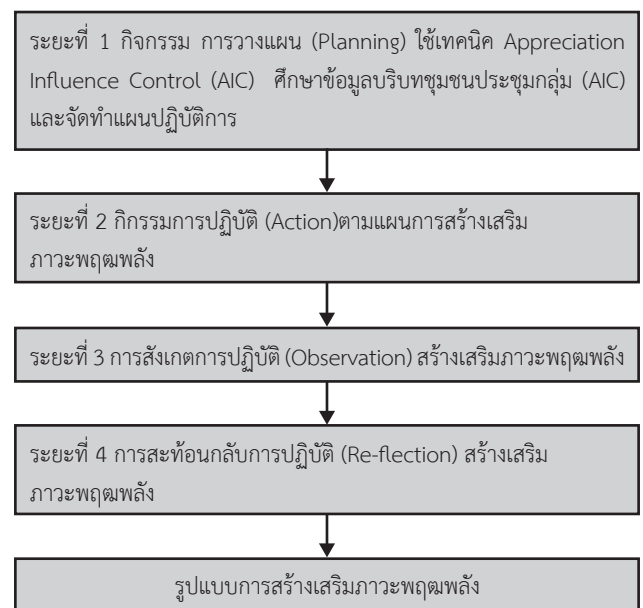 ระยะที่ 1 กิจกรรม การวางแผน (Planning) ใช้เทคนิค Appreciation
Influence Control (AIC) ศึกษาข้อมูลบริบทชุมชนประชุมกลุ่ม (AIC)
และจัดทำแผนปฏิบัติการ
ระยะที่ 2 กิกรรมการปฏิบัติ (Action)ตามแผนการสร้างเสริม
ภาวะพฤฒพลัง
ระยะที่ 3 การสังเกตการปฏิบัติ (Observation) สร้างเสริมภาวะพฤฒพลัง
ระยะที่ 4 การสะท้อนกลับการปฏิบัติ (Re-flection) สร้างเสริม
ภาวะพฤฒพลัง
รูปแบบการสร้างเสริมภาวะพฤฒพลัง